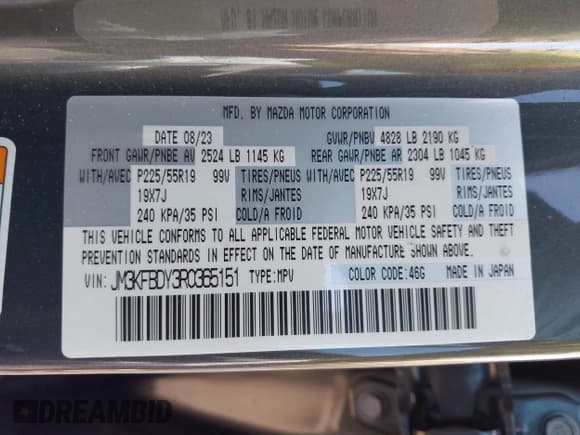 MFD. BY MAZDA MOTOR CORPORATION
DATE 08/23 GVWR/PNBV 4828 LB 2190 KG
FRONT GAWR/PNBE AV 2524 LB 1145 KG REAR GAWR/PNBE AR 2304 LB 1045 KG
WITH/AVEC P225/55R19 99V TIRES/PNEUS WITH/AVEC P225/55R19 99V TIRES/PNEUS
19X7J RIMS/JANTES 19X7J RIMS/JANTES
240 KPA/35 PSI COLD/A FROID 240 KPA/35 PSI COLD/A FROID
THIS VEHICLE CONFORMS TO ALL APPLICABLE FEDERAL MOTOR VEHICLE SAFETY AND THEFT
PREVENTION STANDARDS IN EFFECT ON THE DATE OF MANUFACTURE SHOWN ABOVE.
VIN: JM3KFBDY3R0365151 TYPE:MPV COLOR CODE:46G MADE IN JAPAN
DREAMBID